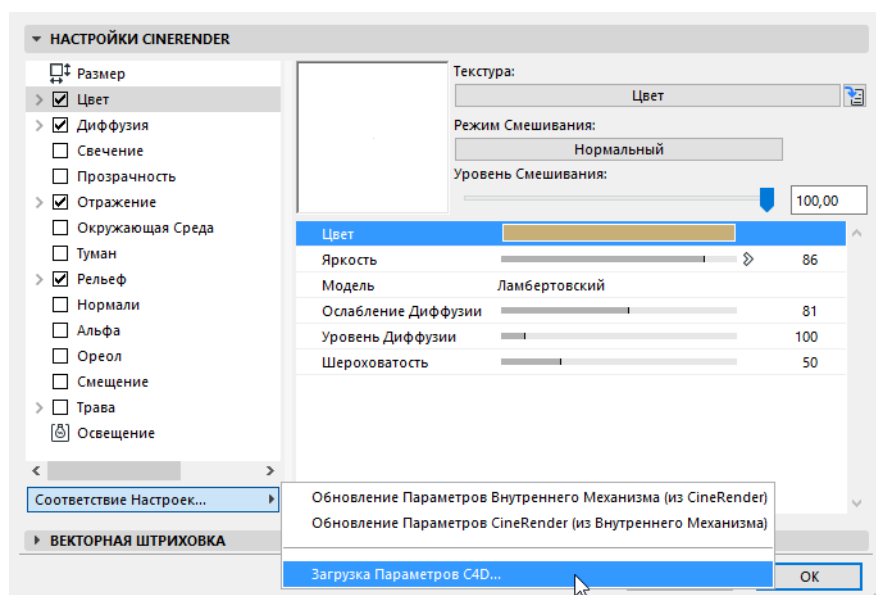 НАСТРОЙКИ CINERENDER
Размер
Цвет
Диффузия
Свечение
Прозрачность
Отражение
Окружающая Среда
Туман
Рельеф
Нормали
Альфа
Ореол
Смещение
Трава
Освещение
Текстура:
Цвет
Режим Смешивания:
Нормальный
Уровень Смешивания:
100,00
Цвет
Яркость 86
Модель Ламбертовский
Ослабление Диффузии 81
Уровень Диффузии 100
Шероховатость 50
Соответствие Настроек...
Обновление Параметров Внутреннего Механизма (из CineRender)
Обновление Параметров CineRender (из Внутреннего Механизма)
Загрузка Параметров C4D...
ВЕКТОРНАЯ ШТРИХОВКА
OK